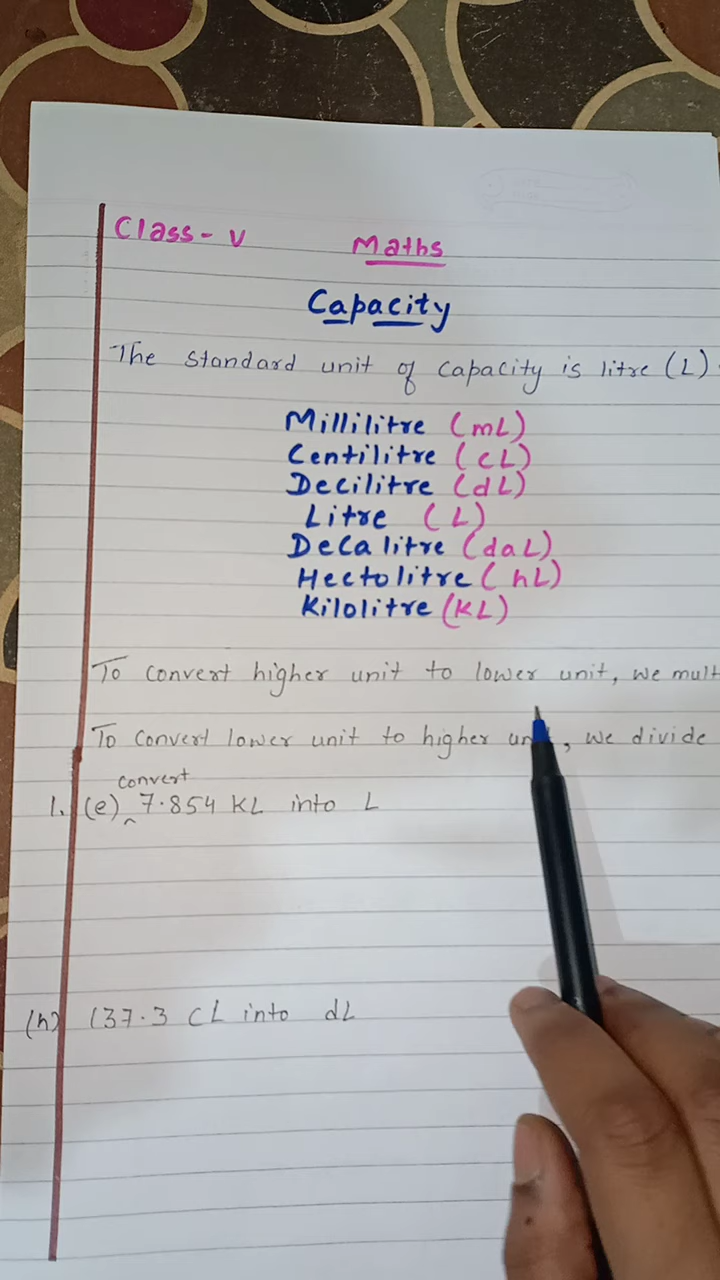 Class - V Maths
Capacity
The standard unit of capacity is litre (L).
Millilitre (mL)
Centilitre (cL)
Decilitre (dL)
Litre (L)
Decalitre (daL)
Hectolitre (hL)
Kilolitre (KL)
To convert higher unit to lower unit, we mult
To convert lower unit to higher unit, we divide
convert
1. (e) 7.854 KL into L
(h) 137.3 CL into dL